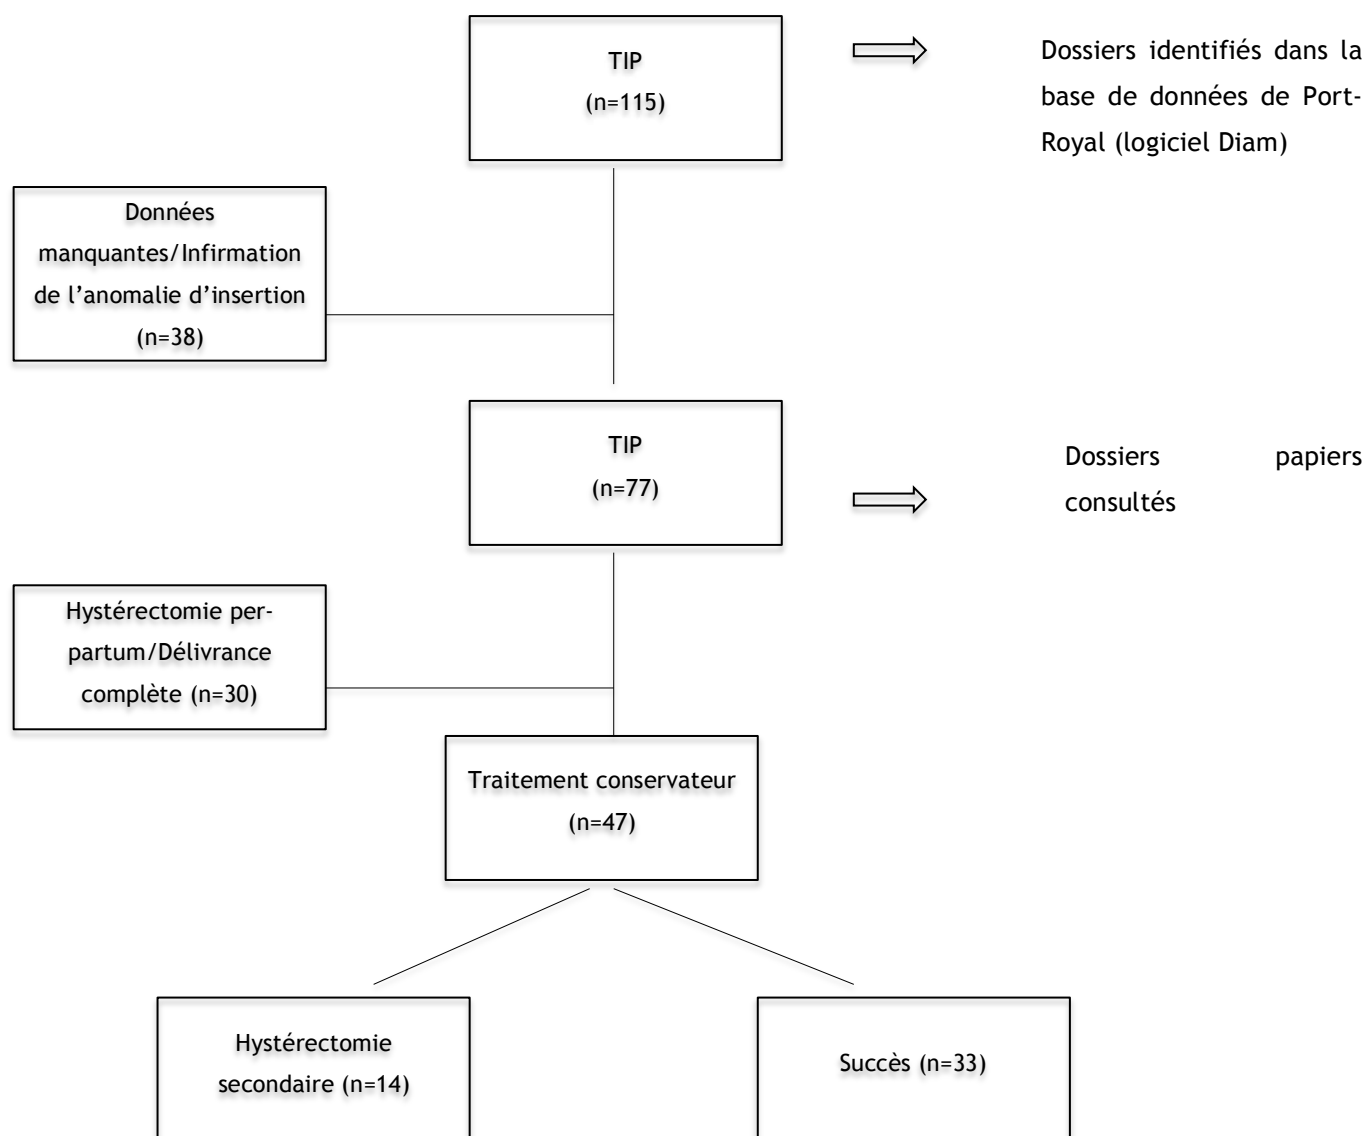 TIP
(n=115)
Dossiers identifiés dans la
base de données de Port-
Royal (logiciel Diam)
Données
manquantes/Infirmation
de l’anomalie d’insertion
(n=38)
TIP
(n=77)
Dossiers papiers
consultés
Hystérectomie per-
partum/Délivrance
complète (n=30)
Traitement conservateur
(n=47)
Hystérectomie
secondaire (n=14)
Succès (n=33)